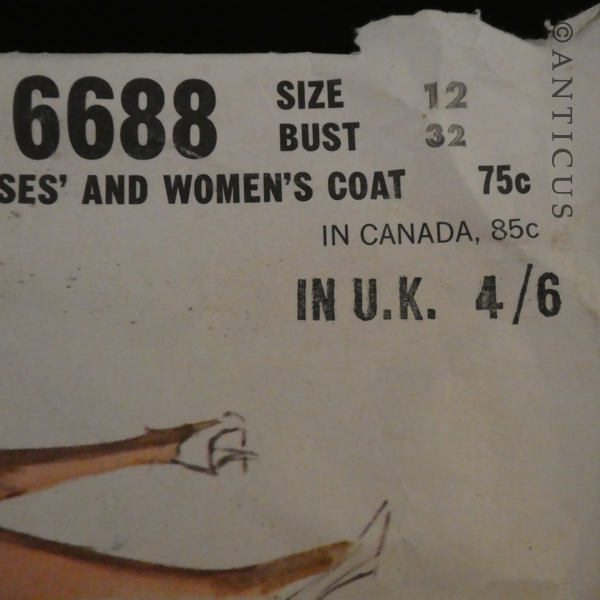 6688 SIZE 12
BUST 32
SES' AND WOMEN'S COAT 75c
IN CANADA, 85c
IN U.K. 4/6
©ANTICUS